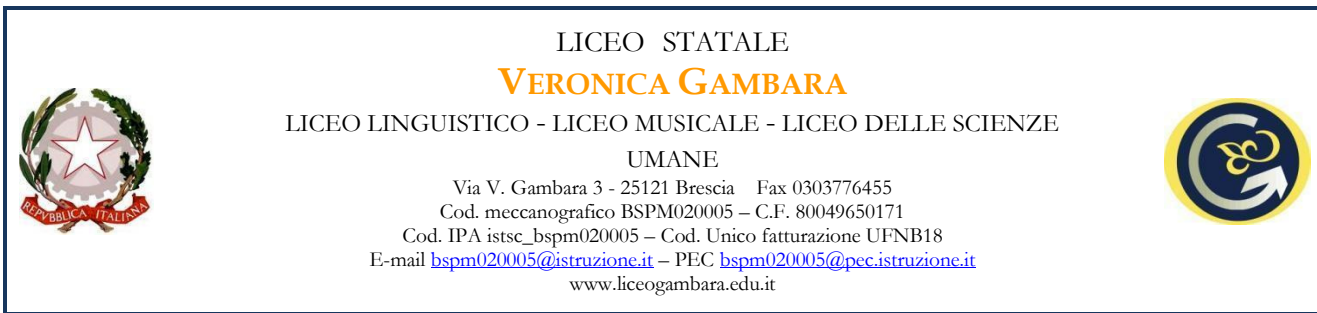 LICEO STATALE
VERONICA GAMBARA
LICEO LINGUISTICO - LICEO MUSICALE - LICEO DELLE SCIENZE
UMANE
Via V. Gambara 3 - 25121 Brescia Fax 0303776455
Cod. meccanografico BSPM020005 – C.F. 80049650171
Cod. IPA istsc_bspm020005 – Cod. Unico fatturazione UFNB18
E-mail bspm020005@istruzione.it – PEC bspm020005@pec.istruzione.it
www.liceogambara.edu.it
REPVBBLICA ITALIANA